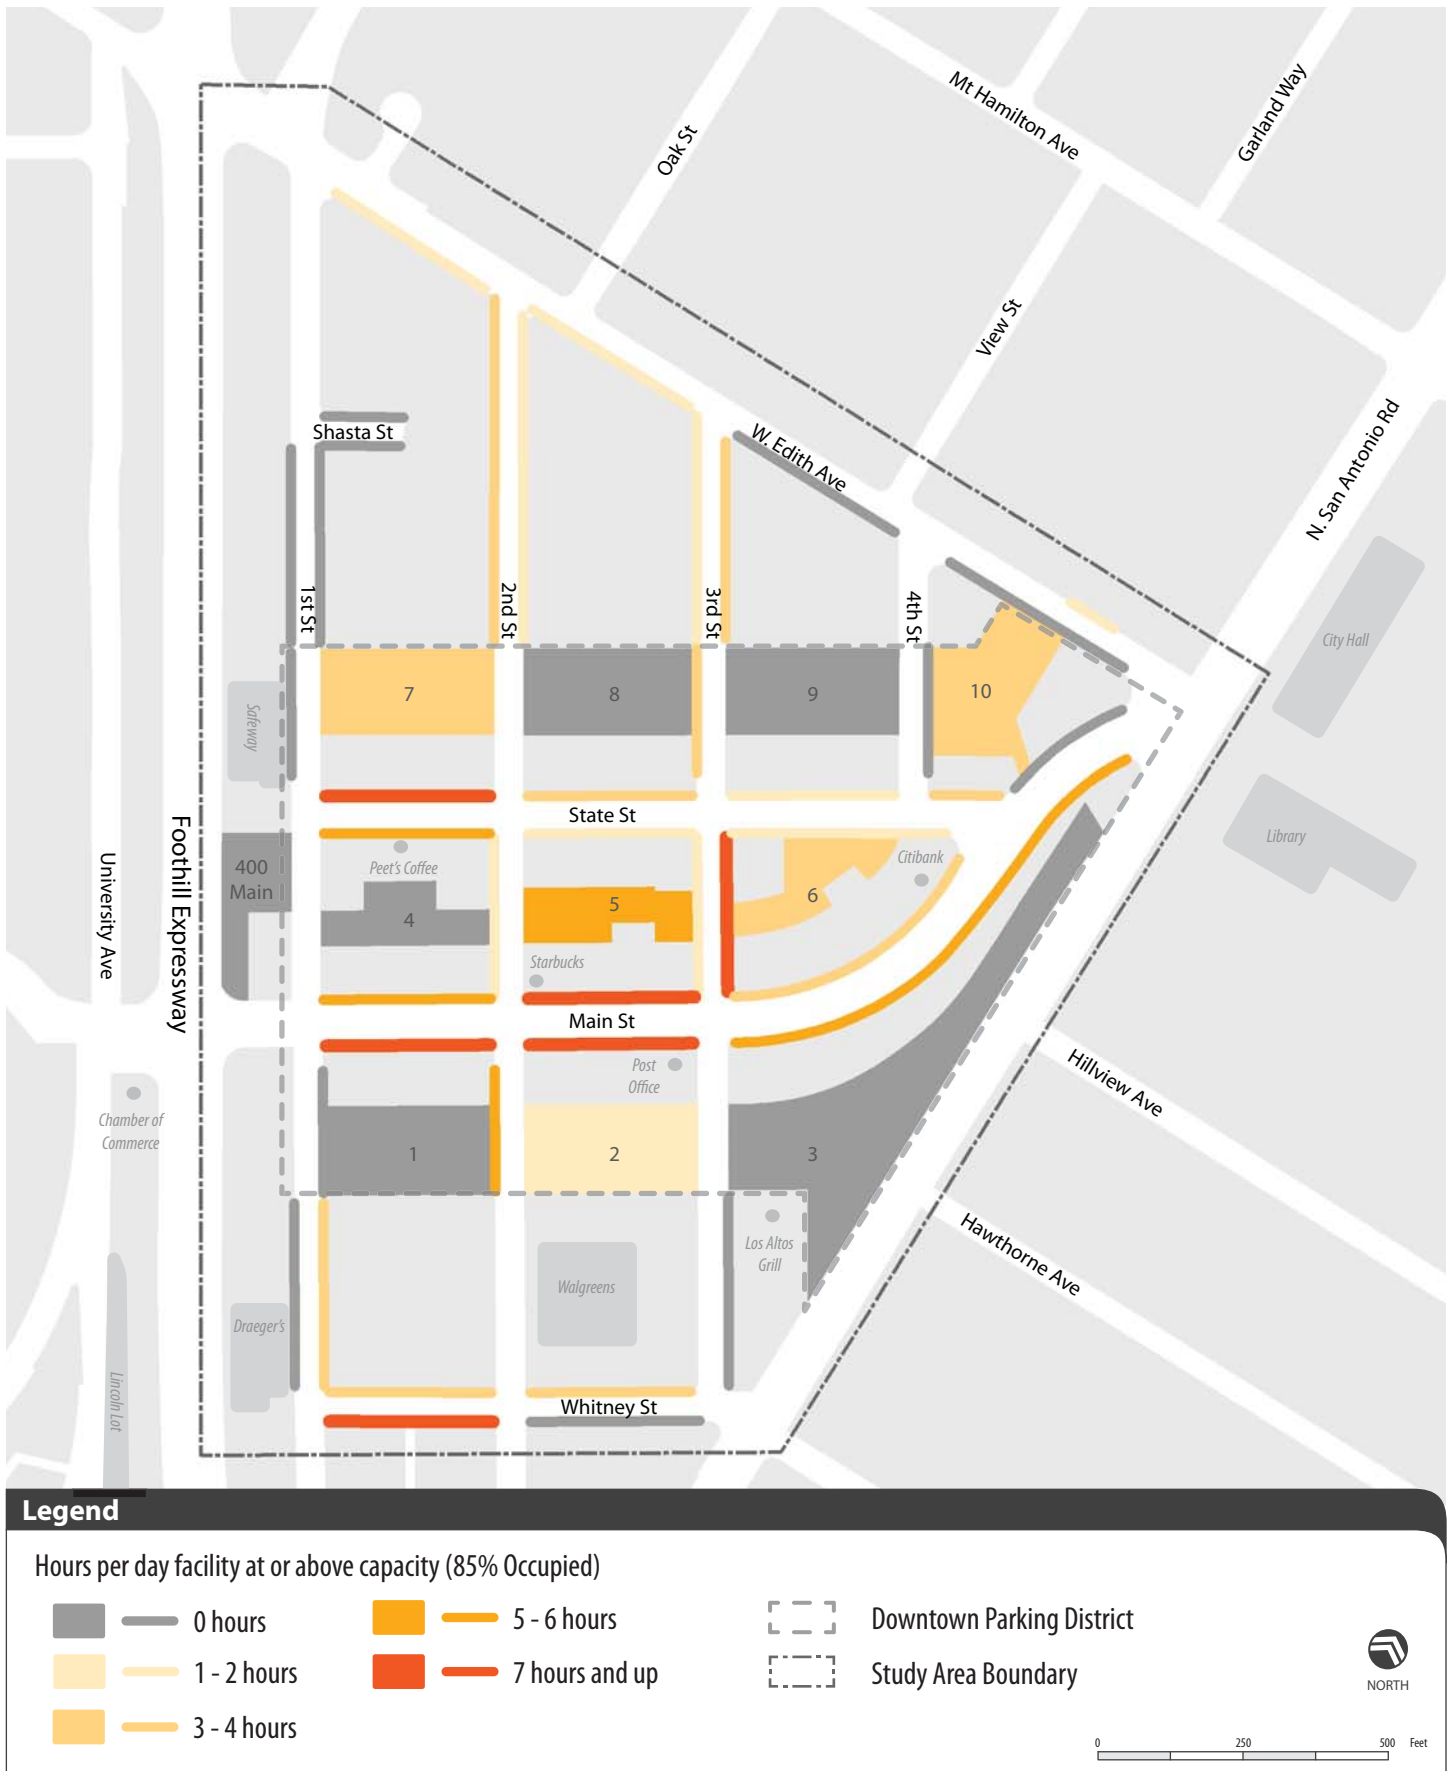 Mt Hamilton Ave
Garland Way
Oak St
View St
N. San Antonio Rd
Shasta St
W. Edith Ave
1st St
2nd St
3rd St
4th St
City Hall
Safeway
7
8
9
10
State St
Foothill Expressway
University Ave
400
Main
Peet's Coffee
4
5
6
Citibank
Library
Starbucks
Main St
Post
Office
Hillview Ave
Chamber of
Commerce
1
2
3
Hawthorne Ave
Los Altos
Grill
Walgreens
Draeger's
Lincoln Lot
Whitney St
Legend
Hours per day facility at or above capacity (85% Occupied)
0 hours
1 - 2 hours
3 - 4 hours
5 - 6 hours
7 hours and up
Downtown Parking District
Study Area Boundary
NORTH
0 250 500 Feet